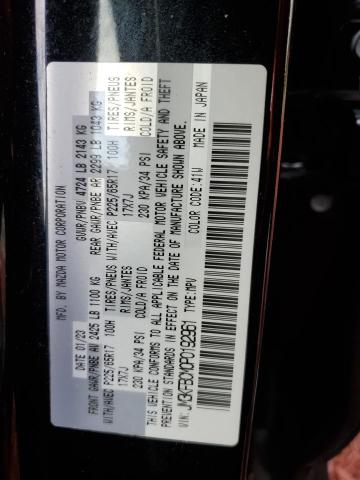 MFD. BY MAZDA MOTOR CORPORATION
DATE 01/23 GVWR/PNBV 4724 LB 2143 KG
FRONT GAWR/PNBE AV 2425 LB 1100 KG REAR GAWR/PNBE AR 2299 LB 1043 KG
WITH/AVEC P225/65R17 100H TIRES/PNEUS WITH/AVEC P225/65R17 100H TIRES/PNEUS
17X7J RIMS/JANTES 17X7J RIMS/JANTES
230 KPA/34 PSI COLD/A FROID 230 KPA/34 PSI COLD/A FROID
THIS VEHICLE CONFORMS TO ALL APPLICABLE FEDERAL MOTOR VEHICLE SAFETY AND THEFT
PREVENTION STANDARDS IN EFFECT ON THE DATE OF MANUFACTURE SHOWN ABOVE.
VIN: TYPE: MPV COLOR CODE: 41W MADE IN JAPAN